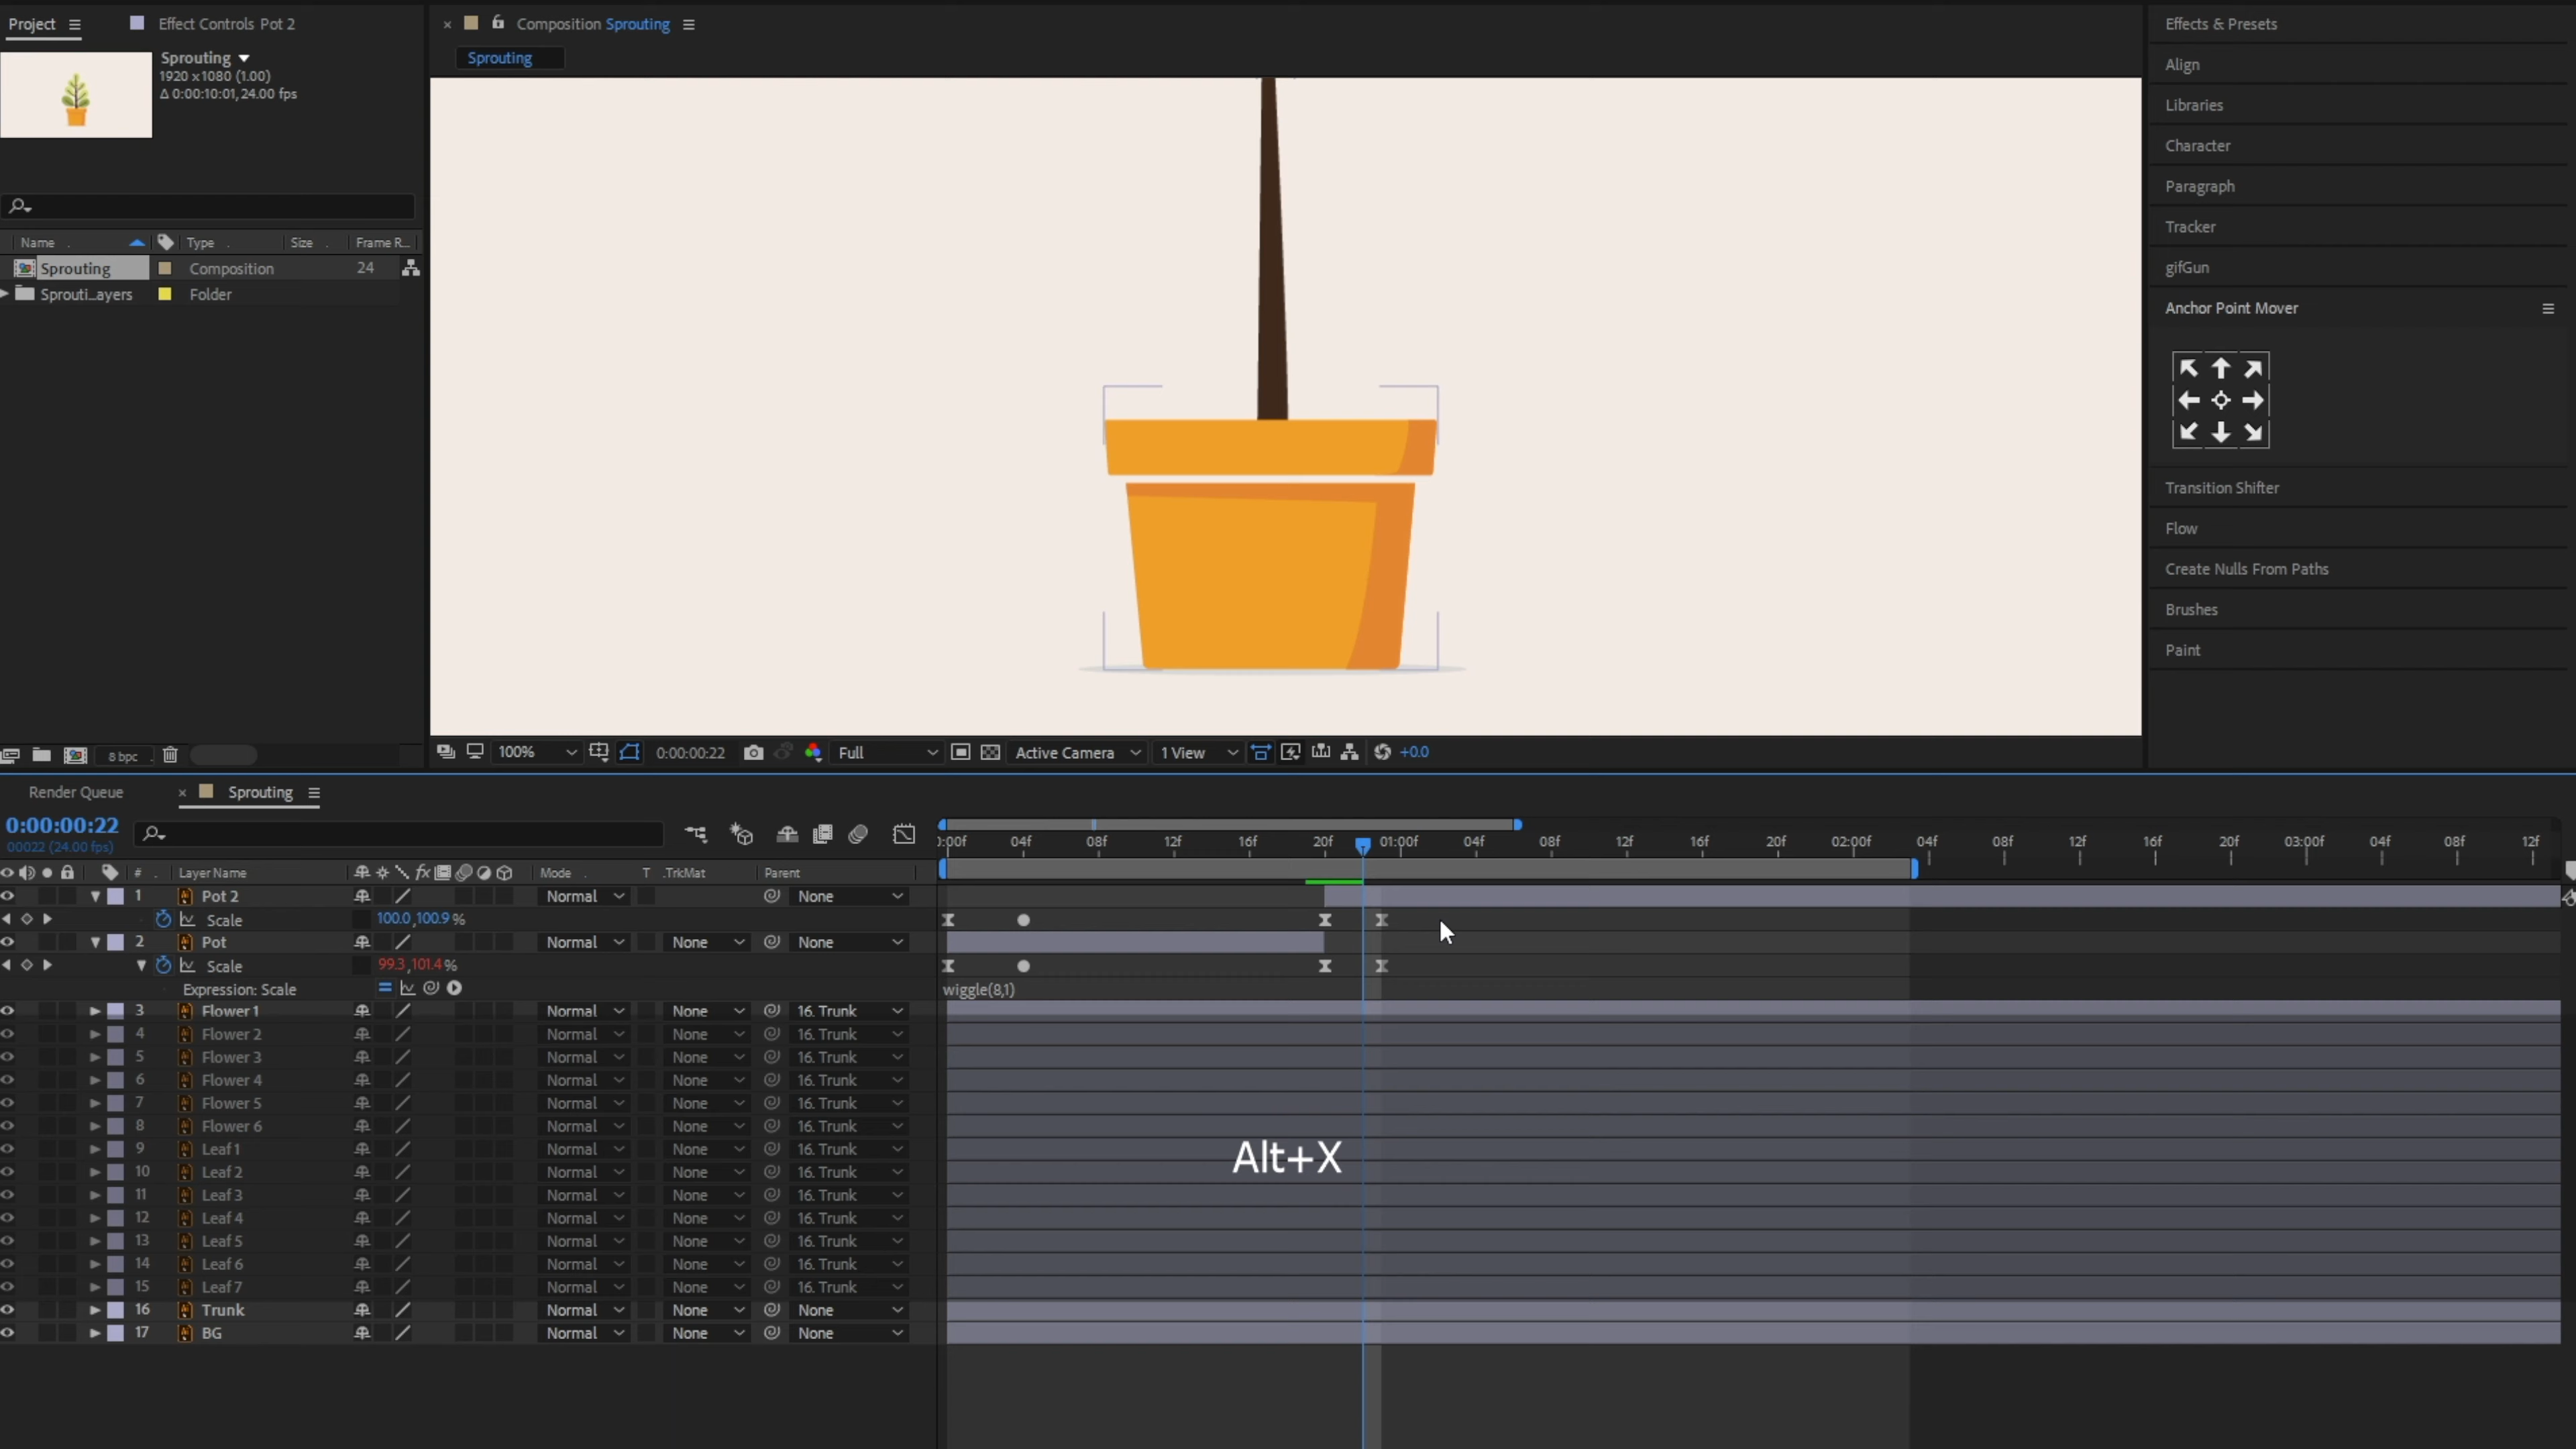 Project
Effect Controls Pot 2
Composition Sprouting
Effects & Presets
Sprouting
1920 x1080 (1.00)
Δ 0:00:10:01, 24.00 fps
Sprouting
Align
Libraries
Character
Paragraph
Tracker
gifGun
Anchor Point Mover
Transition Shifter
Flow
Create Nulls From Paths
Brushes
Paint
Name Type Size Frame R...
Sprouting Composition 24
Sprouti...ayers Folder
8 bpc
100% 0:00:00:22 Full Active Camera 1 View +0.0
Render Queue Sprouting
0:00:00:22
00022 (24.00 fps)
):00f 04f 08f 12f 16f 20f 01:00f 04f 08f 12f 16f 20f 02:00f 04f 08f 12f 16f 20f 03:00f 04f 08f 12f
# Layer Name Mode T .TrkMat Parent
1 Pot 2 Normal None
Scale 100.0,100.9 %
2 Pot Normal None None
Scale 99.3,101.4 %
Expression: Scale wiggle(8,1)
3 Flower 1 Normal None 16. Trunk
4 Flower 2 Normal None 16. Trunk
5 Flower 3 Normal None 16. Trunk
6 Flower 4 Normal None 16. Trunk
7 Flower 5 Normal None 16. Trunk
8 Flower 6 Normal None 16. Trunk
9 Leaf 1 Normal None 16. Trunk
Alt+X
10 Leaf 2 Normal None 16. Trunk
11 Leaf 3 Normal None 16. Trunk
12 Leaf 4 Normal None 16. Trunk
13 Leaf 5 Normal None 16. Trunk
14 Leaf 6 Normal None 16. Trunk
15 Leaf 7 Normal None 16. Trunk
16 Trunk Normal None None
17 BG Normal None None